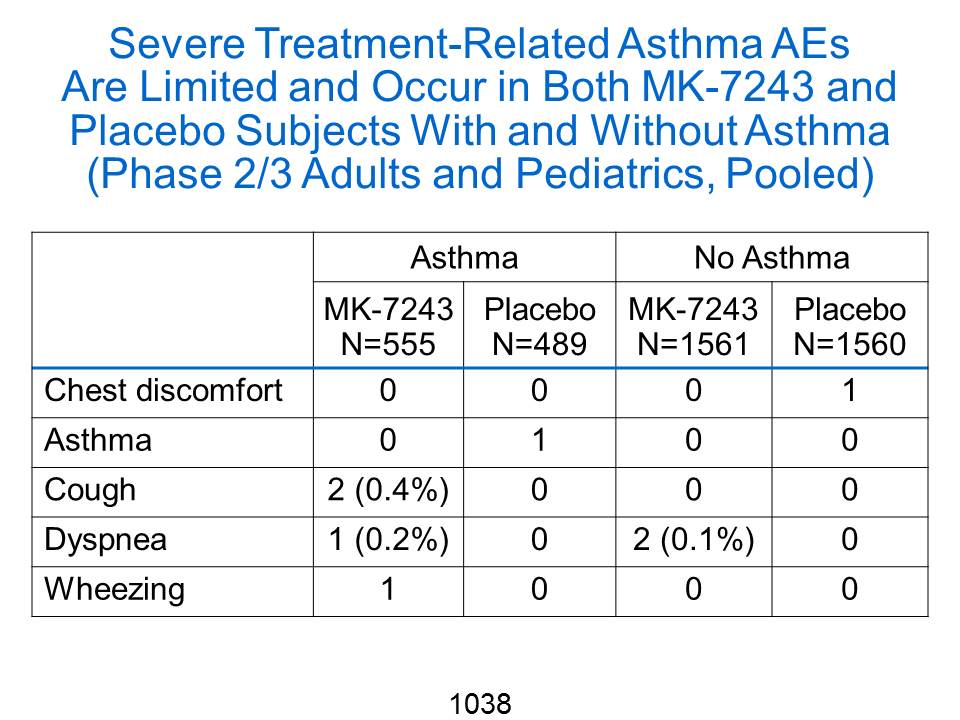 Severe Treatment-Related Asthma AEs
Are Limited and Occur in Both MK-7243 and
Placebo Subjects With and Without Asthma
(Phase 2/3 Adults and Pediatrics, Pooled)
Asthma No Asthma
MK-7243 Placebo MK-7243 Placebo
N=555 N=489 N=1561 N=1560
Chest discomfort 0 0 0 1
Asthma 0 1 0 0
Cough 2 (0.4%) 0 0 0
Dyspnea 1 (0.2%) 0 2 (0.1%) 0
Wheezing 1 0 0 0
1038